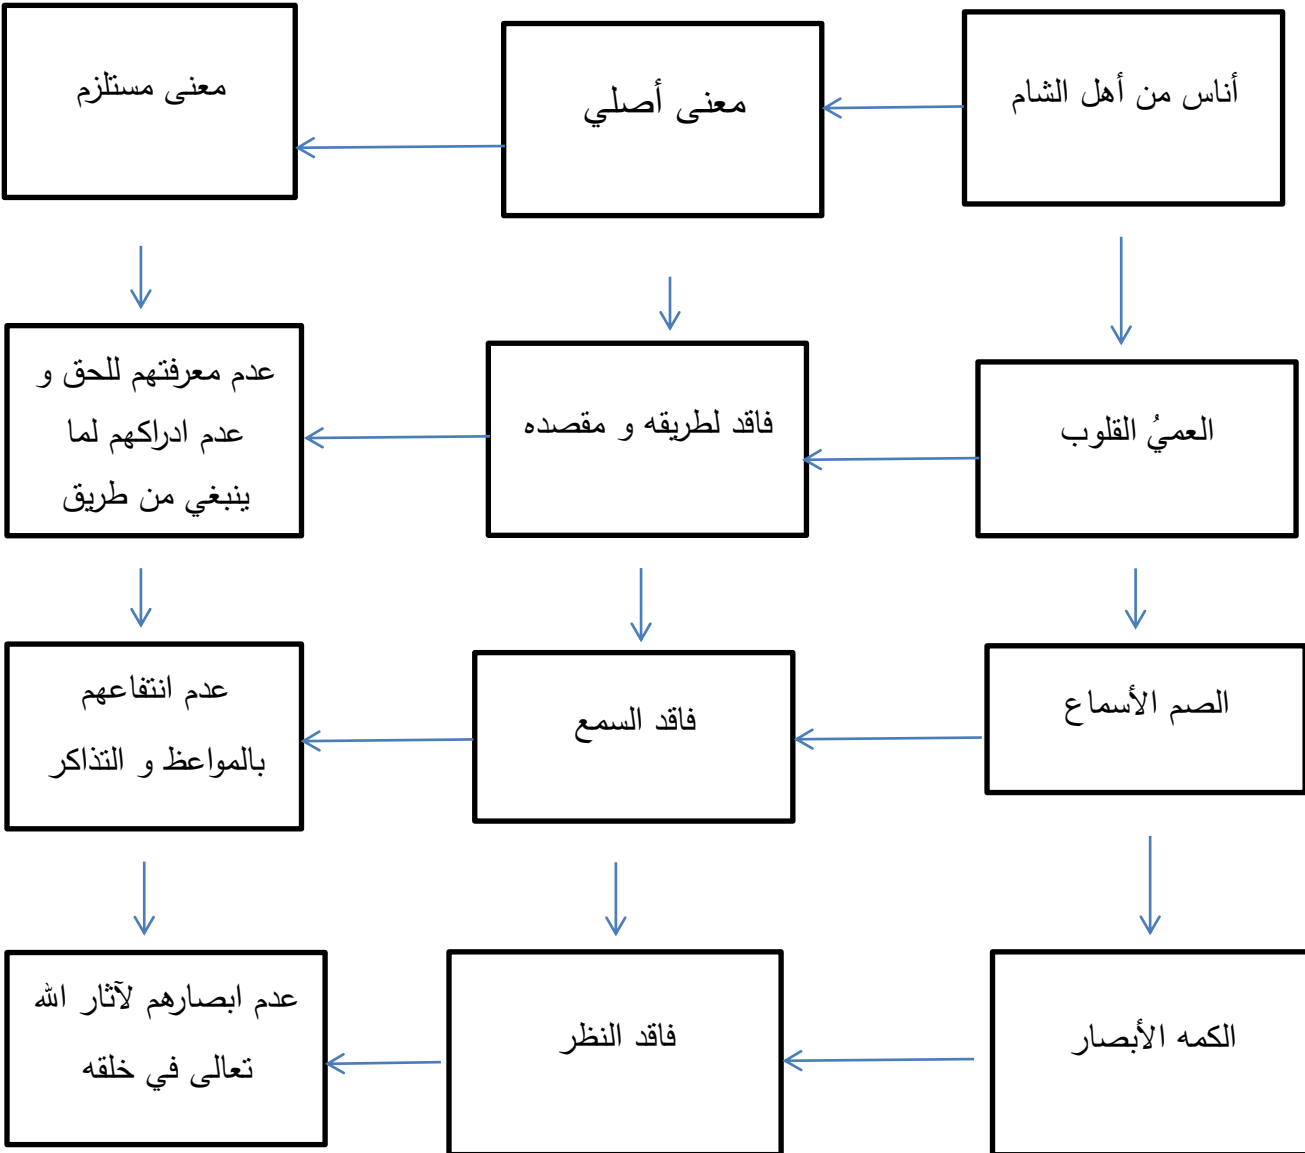 أناس من أهل الشام
معنى أصلي
معنى مستلزم
العميُ القلوب
فاقد لطريقه و مقصده
عدم معرفتهم للحق و
عدم ادراكهم لما
ينبغي من طريق
الصم الأسماع
فاقد السمع
عدم انتفاعهم
بالمواعظ و التذاكر
الكمه الأبصار
فاقد النظر
عدم ابصارهم لآثار الله
تعالى في خلقه